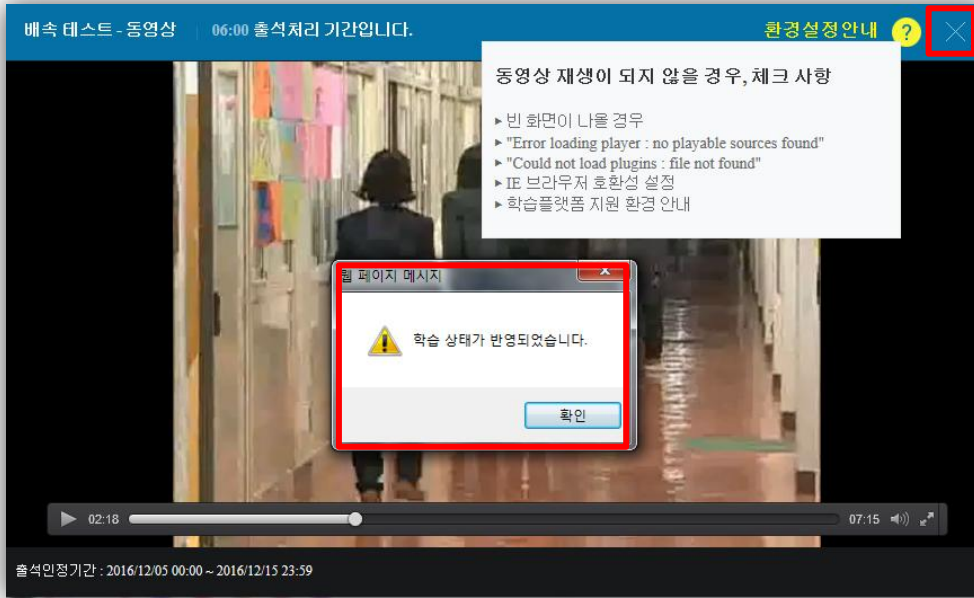 배속 테스트 - 동영상 06:00 출석처리 기간입니다. 환경설정안내 ?
동영상 재생이 되지 않을 경우, 체크 사항
▸ 빈 화면이 나올 경우
▸ "Error loading player : no playable sources found"
▸ "Could not load plugins : file not found"
▸ IE 브라우저 호환성 설정
▸ 학습플랫폼 지원 환경 안내
웹 페이지 메시지
학습 상태가 반영되었습니다.
확인
02:18 07:15
출석인정기간 : 2016/12/05 00:00 ~ 2016/12/15 23:59